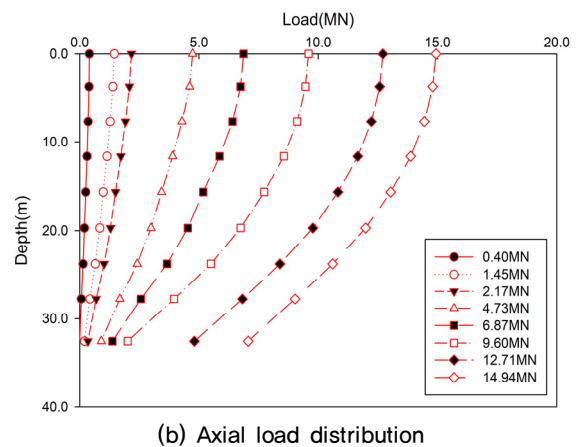 Load(MN)
0.0 5.0 10.0 15.0 20.0
0.0
10.0
20.0
30.0
40.0
Depth(m)
0.40MN
1.45MN
2.17MN
4.73MN
6.87MN
9.60MN
12.71MN
14.94MN
(b) Axial load distribution